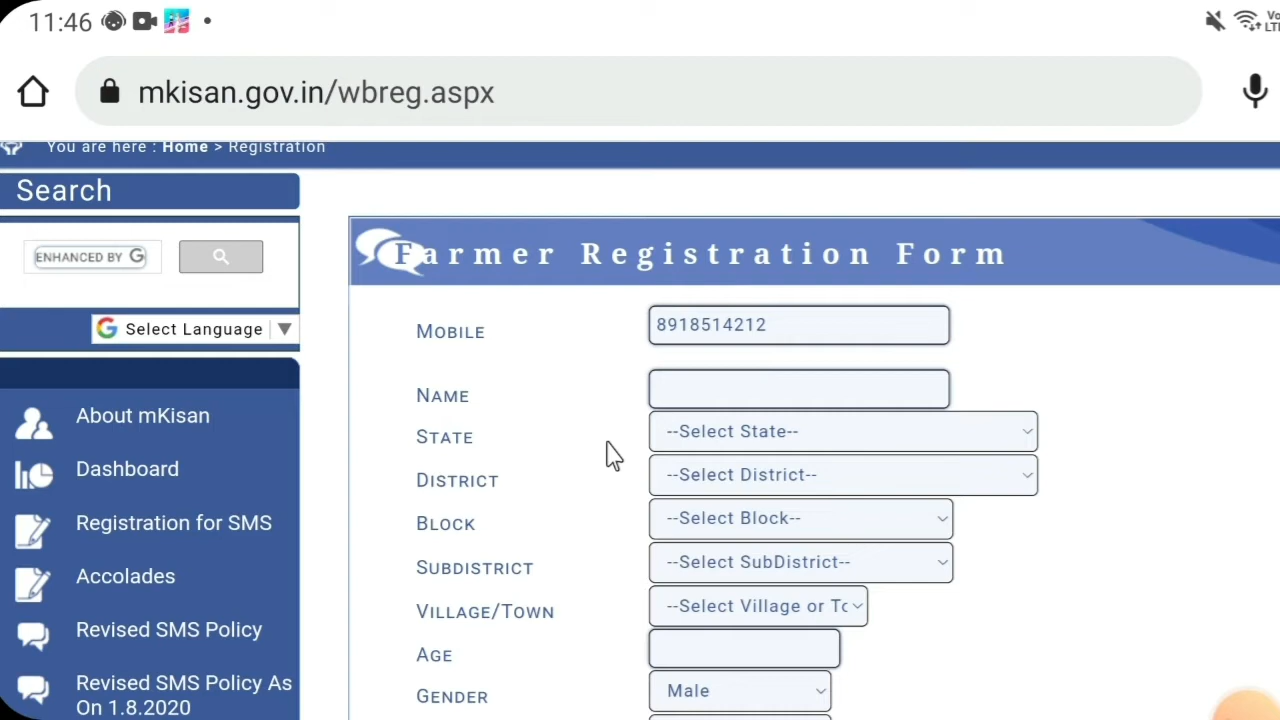 11:46
Vo
LTE
mkisan.gov.in/wbreg.aspx
You are here : Home > Registration
Search
ENHANCED BY G
Select Language
Farmer Registration Form
MOBILE 8918514212
NAME
STATE --Select State--
DISTRICT --Select District--
BLOCK --Select Block--
SUBDISTRICT --Select SubDistrict--
VILLAGE/TOWN --Select Village or To
AGE
GENDER Male
About mKisan
Dashboard
Registration for SMS
Accolades
Revised SMS Policy
Revised SMS Policy As
On 1.8.2020